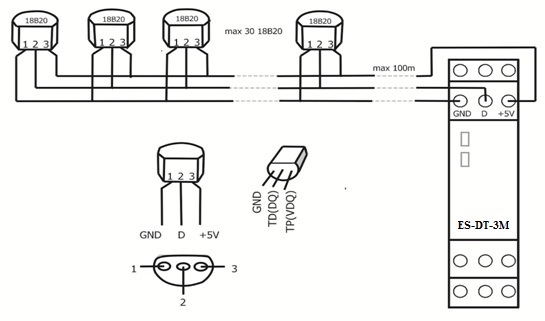 18B20 18B20 18B20 18B20
max 30 18B20
1 2 3 1 2 3 1 2 3 1 2 3
max 100m
GND D +5V
1 2 3
GND
TD(DQ)
TP(VDQ)
ES-DT-3M
GND D +5V
1 3
2